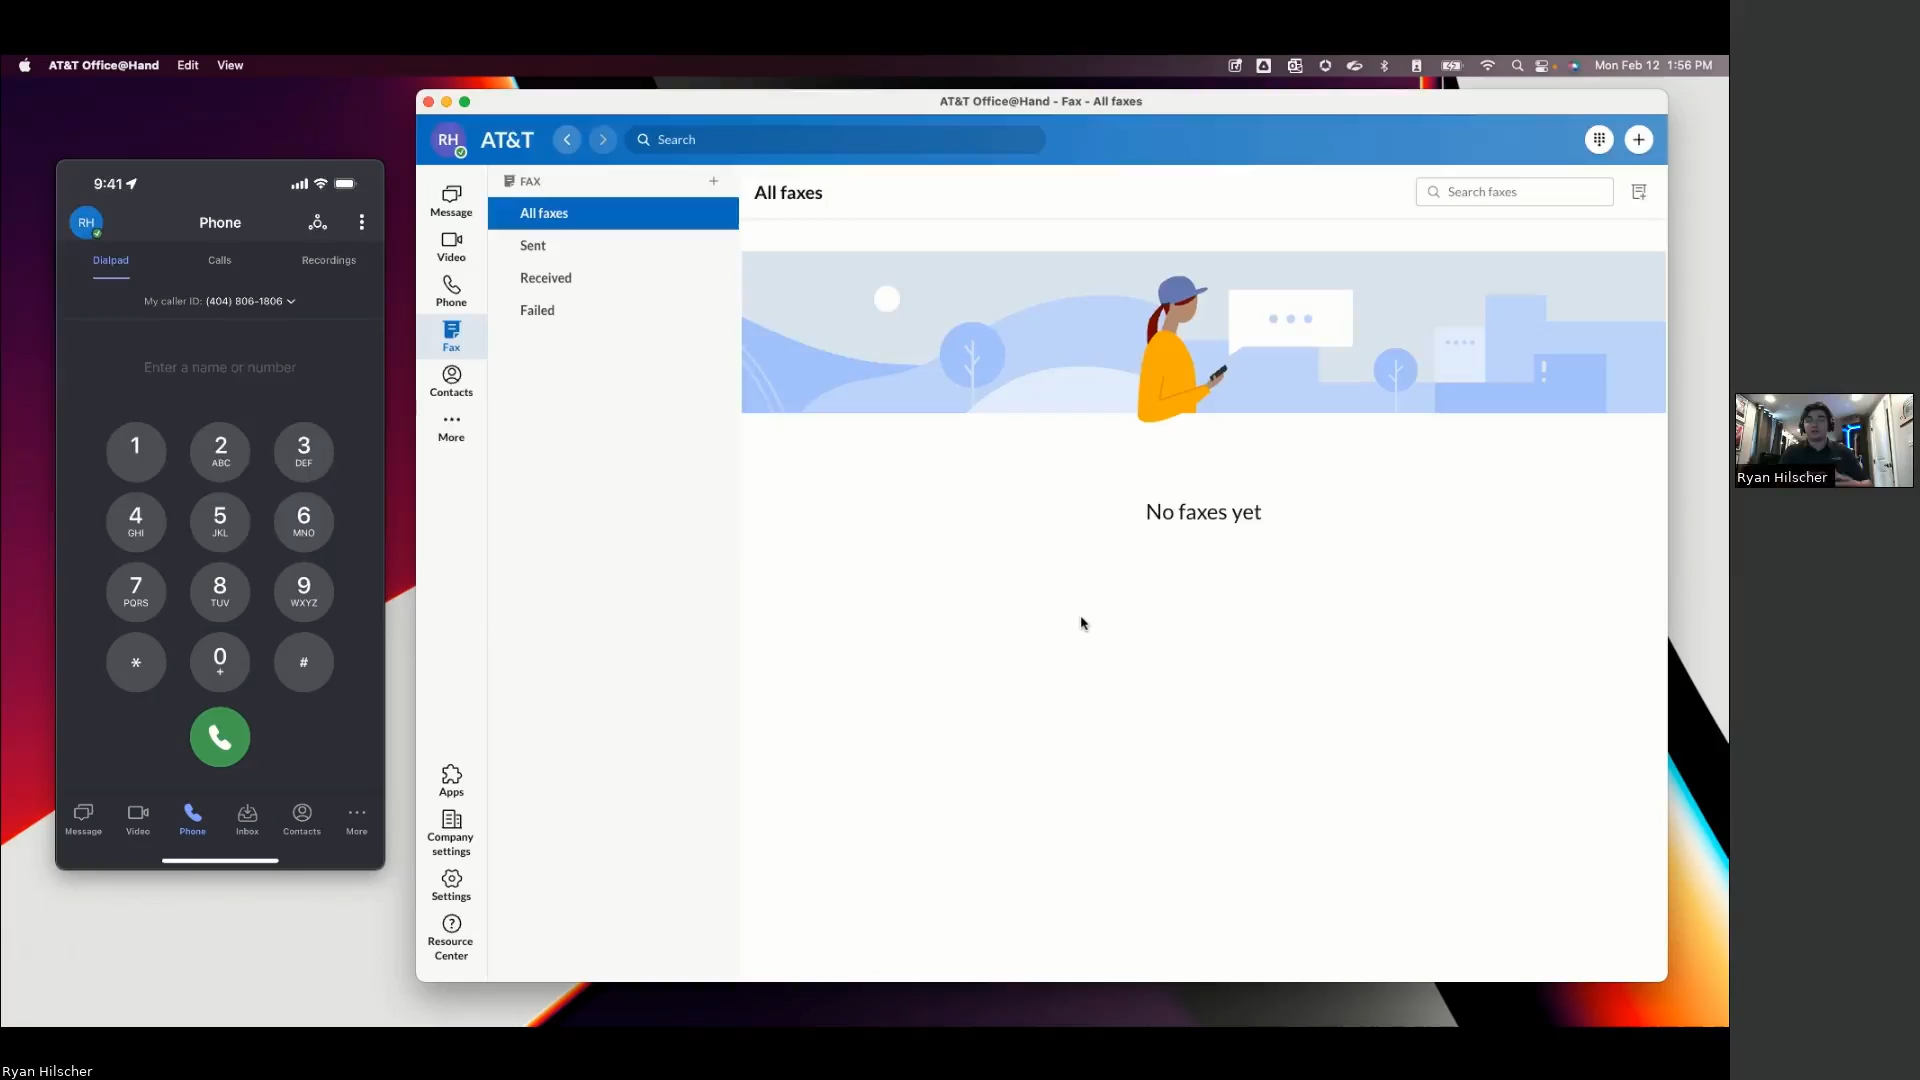 AT&T Office@Hand Edit View
Mon Feb 12 1:56 PM
9:41
RH
Phone
Dialpad Calls Recordings
My caller ID: (404) 806-1806
Enter a name or number
1
2
ABC
3
DEF
4
GHI
5
JKL
6
MNO
7
PQRS
8
TUV
9
WXYZ
*
0
+
#
Message Video Phone Inbox Contacts More
AT&T Office@Hand - Fax - All faxes
RH AT&T Search
Message
Video
Phone
Fax
Contacts
More
Apps
Company
settings
Settings
Resource
Center
FAX
All faxes
Sent
Received
Failed
All faxes
Search faxes
No faxes yet
Ryan Hilscher
Ryan Hilscher